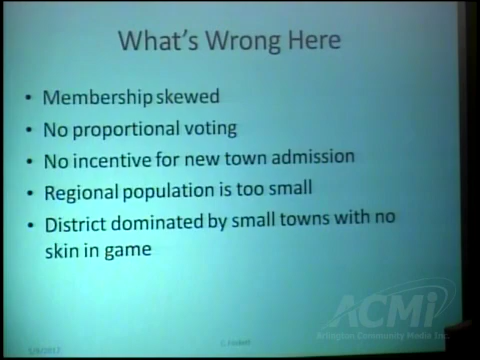 What's Wrong Here
• Membership skewed
• No proportional voting
• No incentive for new town admission
• Regional population is too small
• District dominated by small towns with no
skin in game
ACMi
Arlington Community Media Inc.